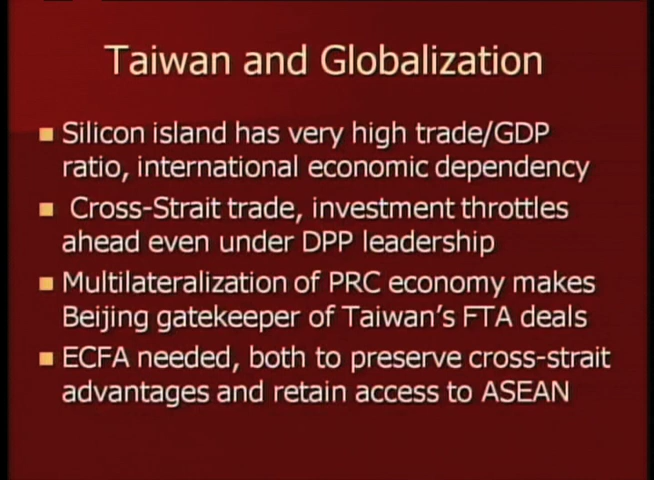 Taiwan and Globalization
Silicon island has very high trade/GDP
ratio, international economic dependency
Cross-Strait trade, investment throttles
ahead even under DPP leadership
Multilateralization of PRC economy makes
Beijing gatekeeper of Taiwan's FTA deals
ECFA needed, both to preserve cross-strait
advantages and retain access to ASEAN